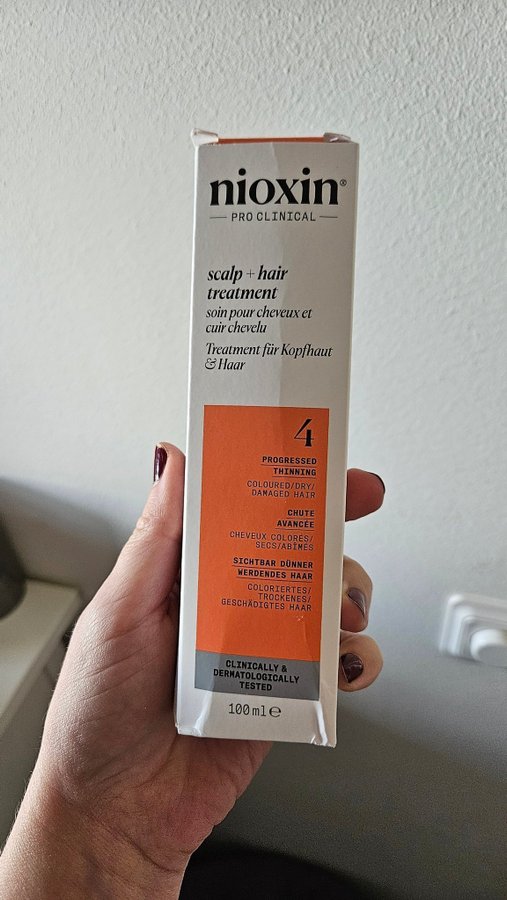 nioxin®
PRO CLINICAL
scalp + hair
treatment
soin pour cheveux et
cuir chevelu
Treatment für Kopfhaut
& Haar
4
PROGRESSED
THINNING
COLOURED/DRY/
DAMAGED HAIR
CHUTE
AVANCÉE
CHEVEUX COLORÉS/
SECS/ABÎMÉS
SICHTBAR DÜNNER
WERDENDES HAAR
COLORIERTES/
TROCKENES/
GESCHÄDIGTES HAAR
CLINICALLY &
DERMATOLOGICALLY
TESTED
100 ml ℮